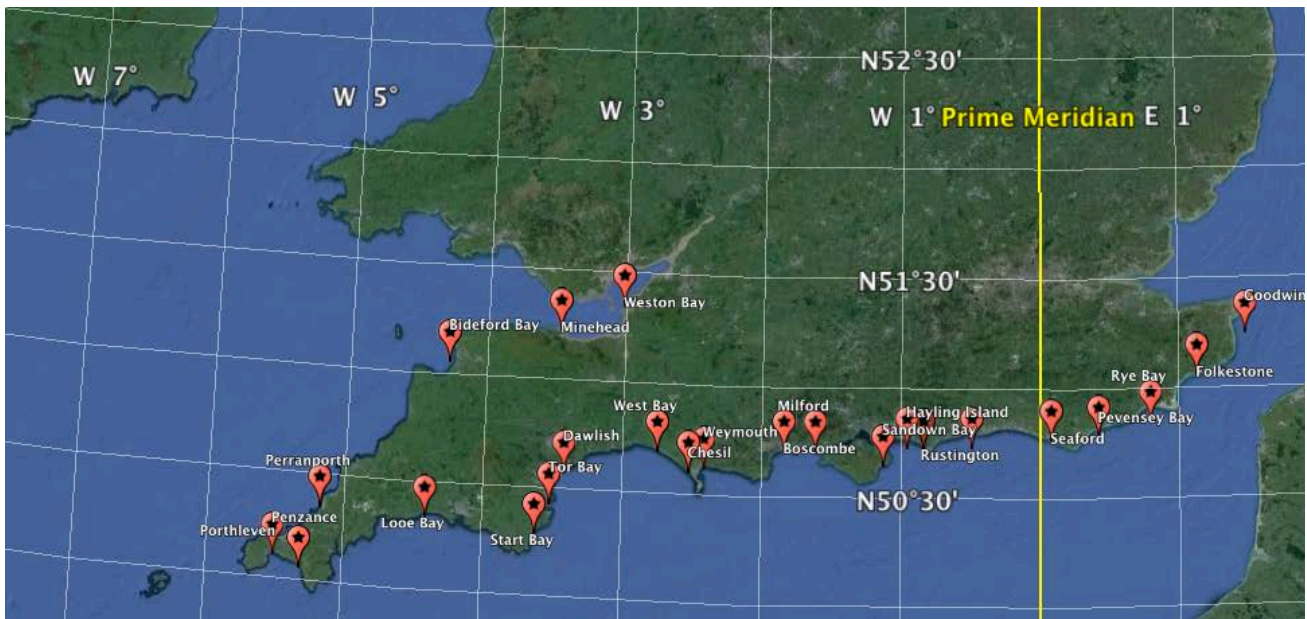 N52°30'
W 7°
W 5°
W 3°
W 1°
Prime Meridian
E 1°
N51°30'
Goodwin
Weston Bay
Bideford Bay
Minehead
Folkestone
Rye Bay
West Bay
Milford
Hayling Island
Pevensey Bay
Weymouth
Sandown Bay
Seaford
Dawlish
Chesil
Boscombe
Rustington
Perranporth
Tor Bay
N50°30'
Penzance
Porthleven
Looe Bay
Start Bay